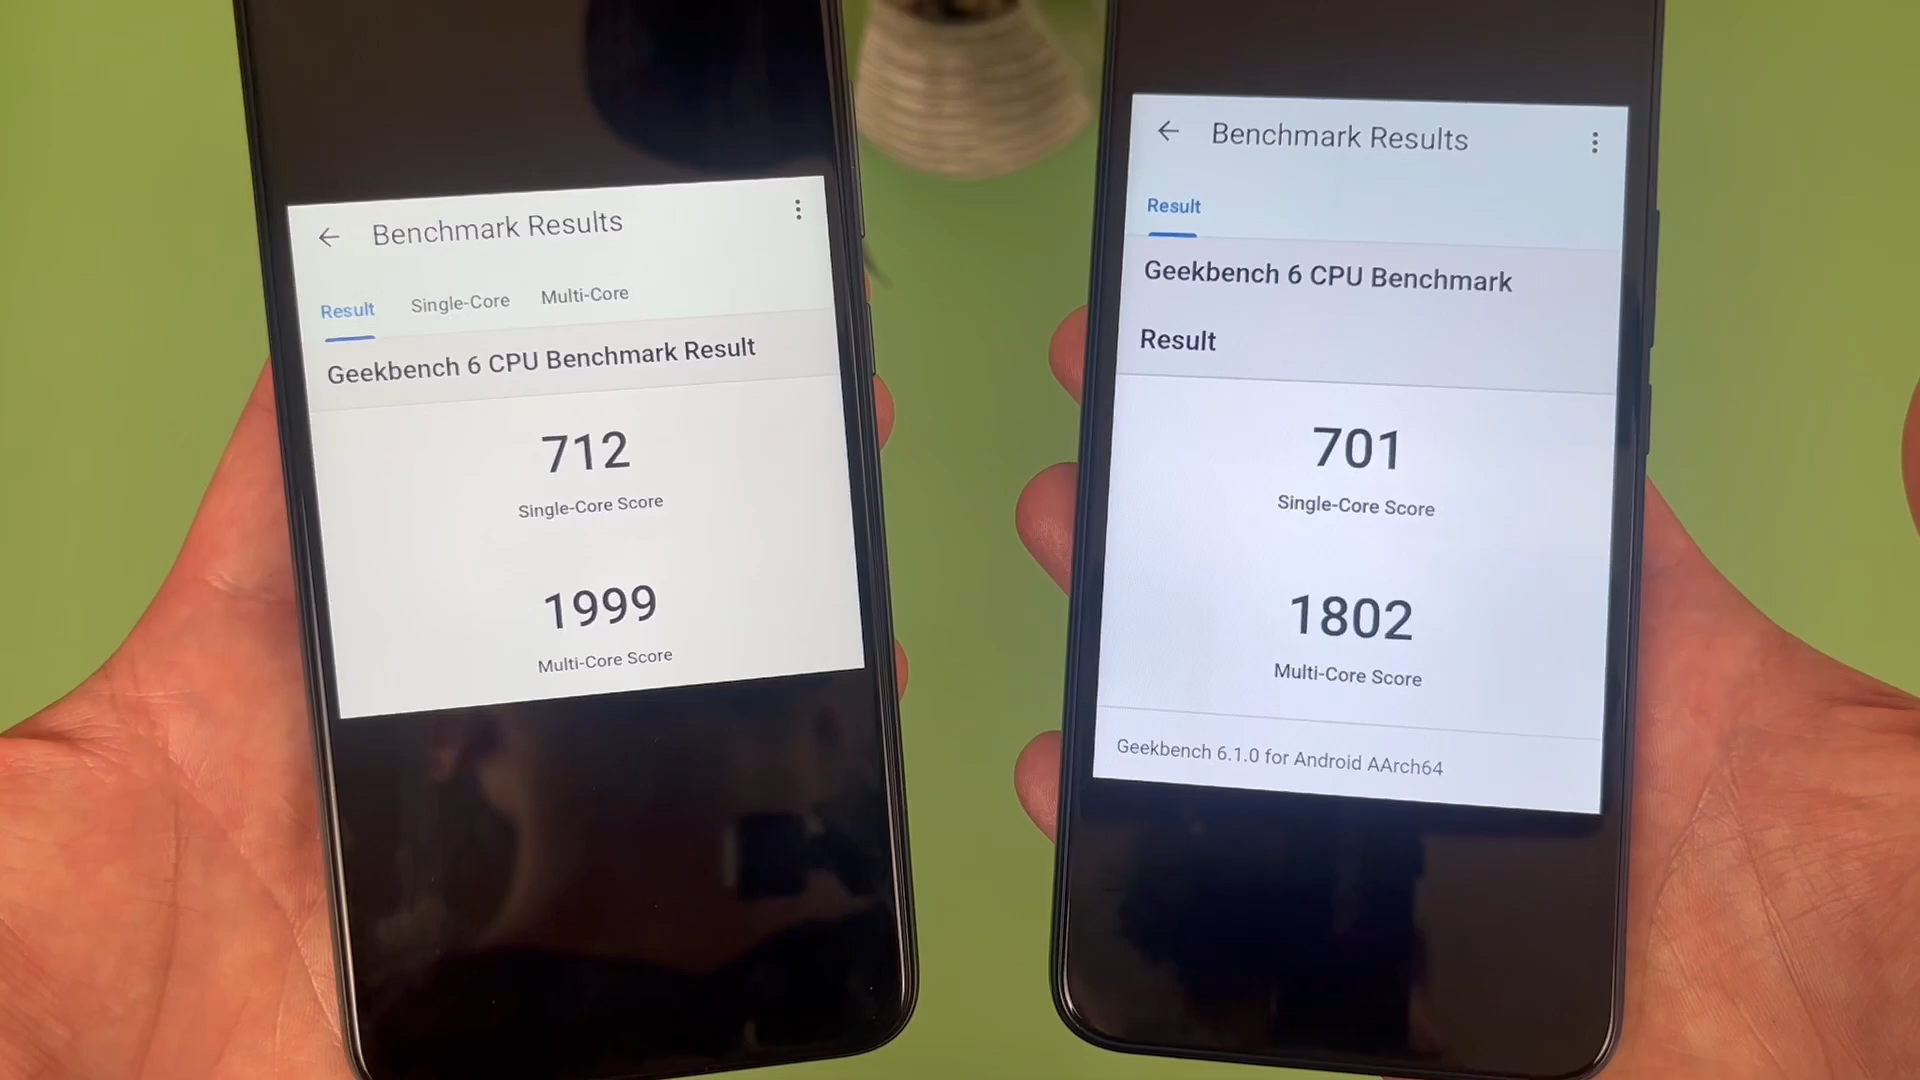 Benchmark Results
Result Single-Core Multi-Core
Geekbench 6 CPU Benchmark Result
712
Single-Core Score
1999
Multi-Core Score
Benchmark Results
Result
Geekbench 6 CPU Benchmark
Result
701
Single-Core Score
1802
Multi-Core Score
Geekbench 6.1.0 for Android AArch64